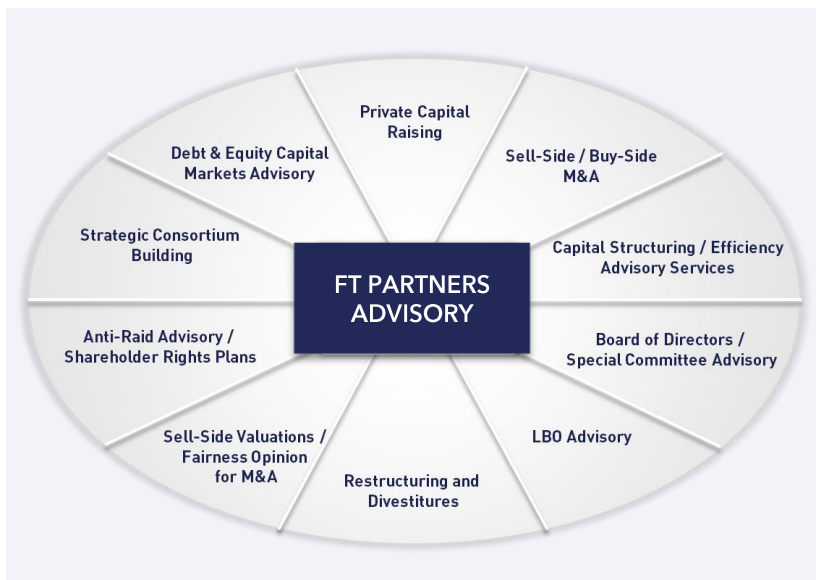 Private Capital
Raising
Sell-Side / Buy-Side
M&A
Capital Structuring / Efficiency
Advisory Services
Board of Directors /
Special Committee Advisory
LBO Advisory
Restructuring and
Divestitures
Sell-Side Valuations /
Fairness Opinion
for M&A
Anti-Raid Advisory /
Shareholder Rights Plans
Strategic Consortium
Building
Debt & Equity Capital
Markets Advisory
FT PARTNERS
ADVISORY